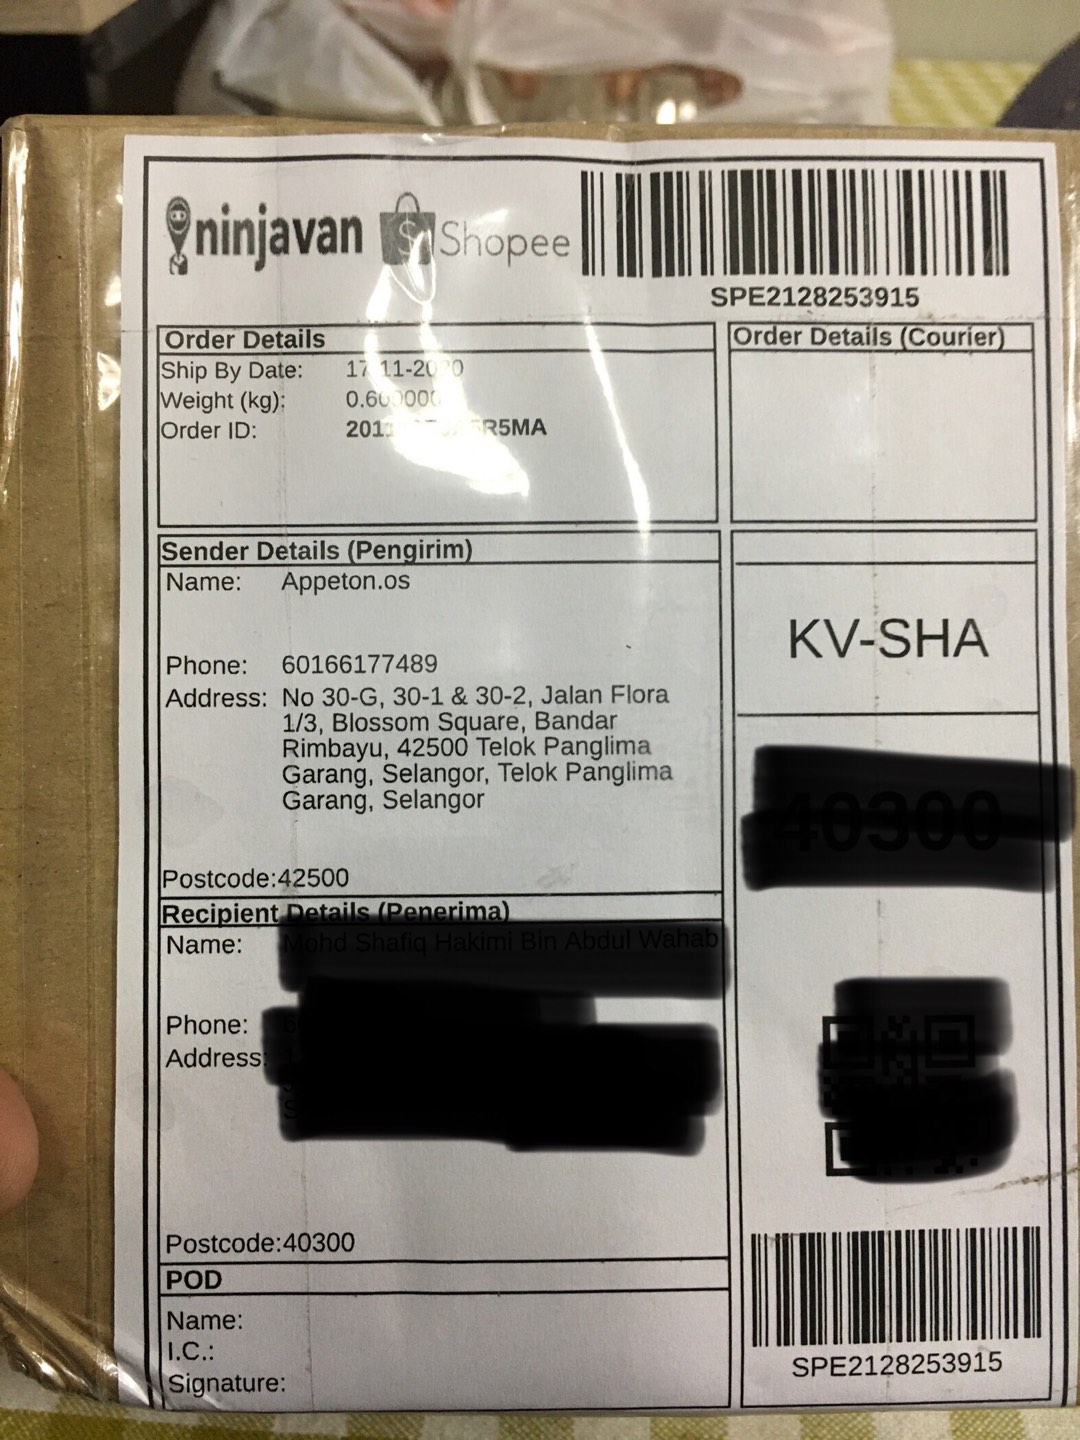 ninjavan Shopee
SPE2128253915
Order Details
Ship By Date:
Weight (kg):
Order ID:
Order Details (Courier)
Sender Details (Pengirim)
Name: Appeton.os
Phone: 60166177489
Address: No 30-G, 30-1 & 30-2, Jalan Flora
1/3, Blossom Square, Bandar
Rimbayu, 42500 Telok Panglima
Garang, Selangor, Telok Panglima
Garang, Selangor
Postcode:42500
KV-SHA
Recipient Details (Penerima)
Name:
Phone:
Address:
Postcode:40300
POD
Name:
I.C.:
Signature:
SPE2128253915